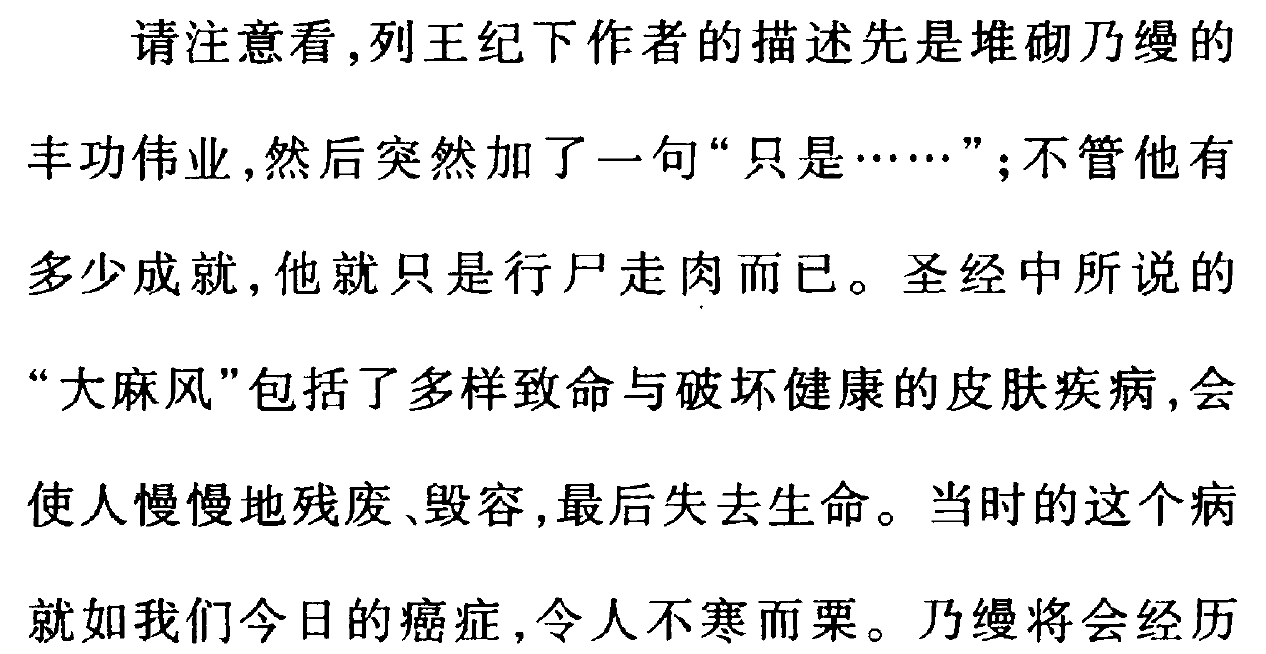 请注意看,列王纪下作者的描述先是堆砌乃缦的
丰功伟业,然后突然加了一句“只是……”;不管他有
多少成就,他就只是行尸走肉而已。圣经中所说的
“大麻风”包括了多样致命与破坏健康的皮肤疾病,会
使人慢慢地残废、毁容,最后失去生命。当时的这个病
就如我们今日的癌症,令人不寒而栗。乃缦将会经历